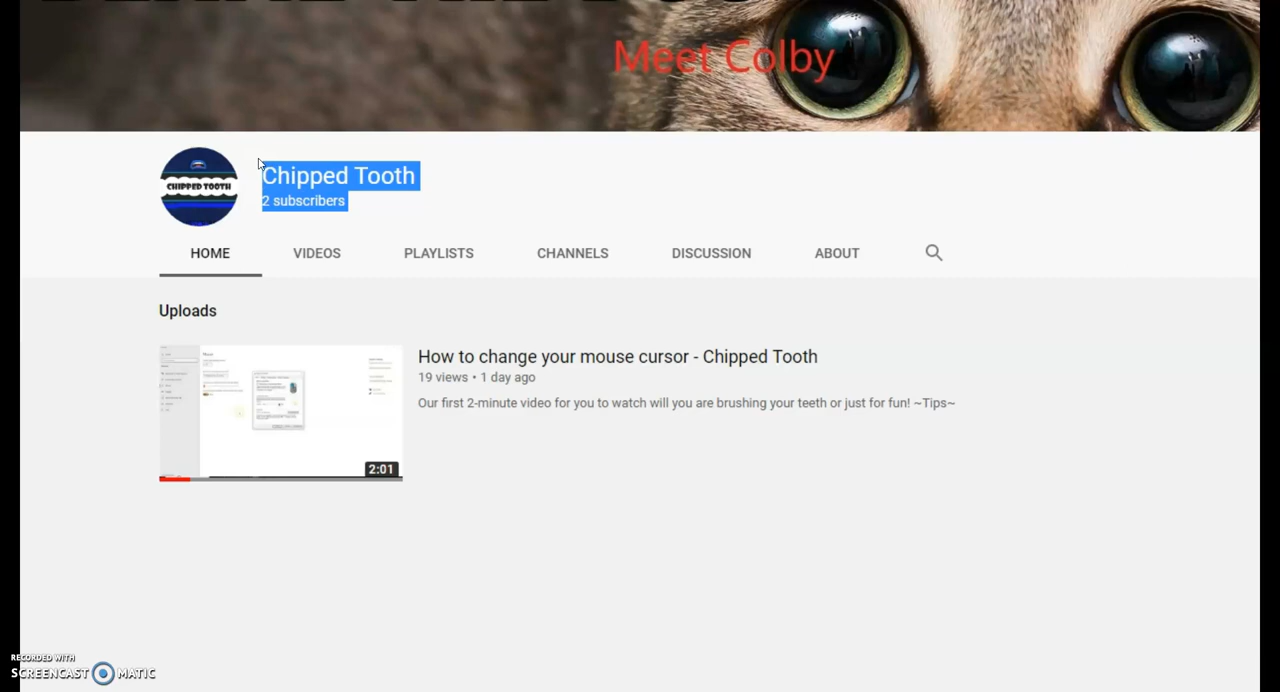 Meet Colby
CHIPPED TOOTH
Chipped Tooth
2 subscribers
HOME VIDEOS PLAYLISTS CHANNELS DISCUSSION ABOUT
Uploads
How to change your mouse cursor - Chipped Tooth
19 views • 1 day ago
Our first 2-minute video for you to watch will you are brushing your teeth or just for fun! ~Tips~
2:01
RECORDED WITH
SCREENCAST MATIC